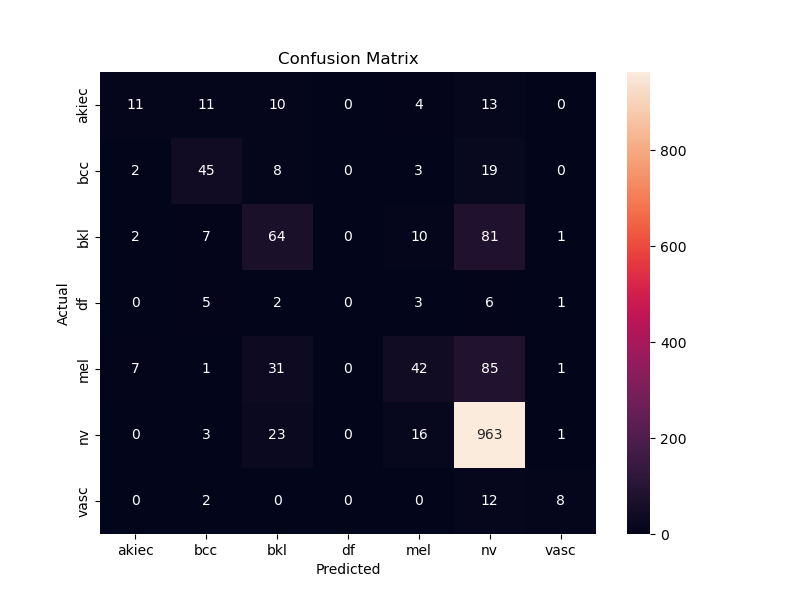 Confusion Matrix
Actual
akiec 11 11 10 0 4 13 0
bcc 2 45 8 0 3 19 0
bkl 2 7 64 0 10 81 1
df 0 5 2 0 3 6 1
mel 7 1 31 0 42 85 1
nv 0 3 23 0 16 963 1
vasc 0 2 0 0 0 12 8
akiec bcc bkl df mel nv vasc
Predicted
800
600
400
200
0